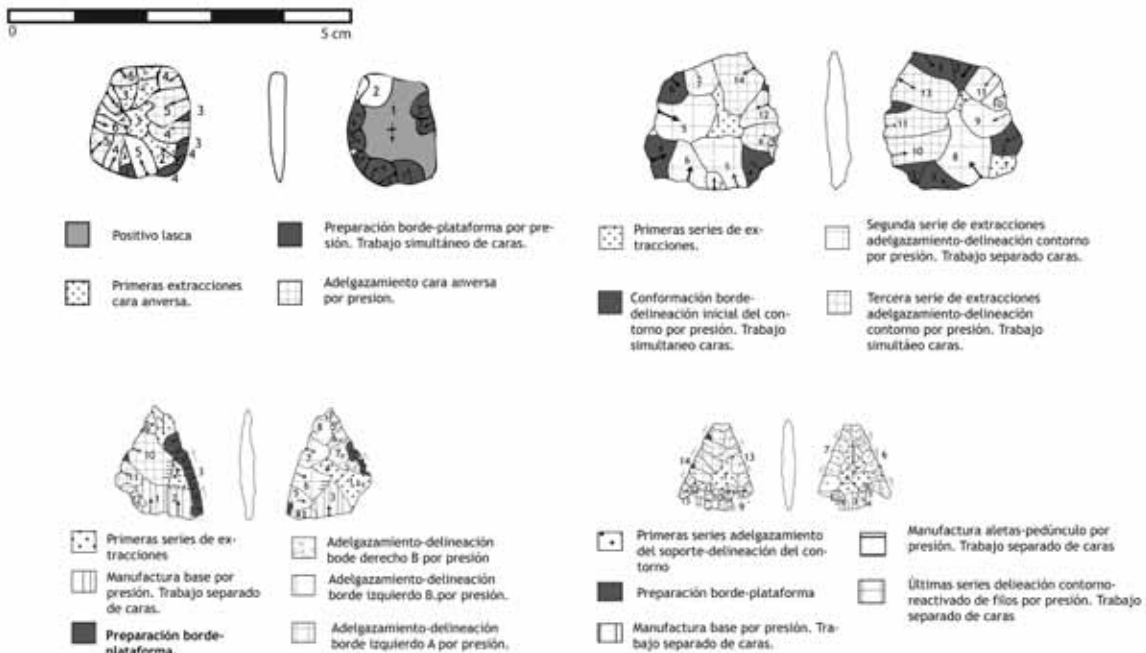 0 5 cm
Positivo lasca
Preparación borde-plataforma por pre-
sión. Trabajo simultáneo de caras.
Primeras extracciones
cara anversa.
Adelgazamiento cara anversa
por presion.
Primeras series de ex-
tracciones.
Segunda serie de extracciones
adelgazamiento-delineación contorno
por presión. Trabajo separado caras.
Conformación borde-
delineación inicial del con-
torno por presión. Trabajo
simultaneo caras.
Tercera serie de extracciones
adelgazamiento-delineación
contorno por presión. Trabajo
simultáeo caras.
Primeras series de ex-
tracciones
Manufactura base por
presión. Trabajo separado
de caras.
Preparación borde-
plataforma.
Adelgazamiento-delineación
bode derecho B por presión
Adelgazamiento-delineación
borde izquierdo B.por presión.
Adelgazamiento-delineación
borde izquierdo A por presión.
Primeras series adelgazamiento
del soporte-delineación del con-
torno
Preparación borde-plataforma
Manufactura base por presión. Tra-
bajo separado de caras.
Manufactura aletas-pedúnculo por
presión. Trabajo separado de caras
Últimas series delieación contorno-
reactivado de filos por presión. Trabajo
separado de caras